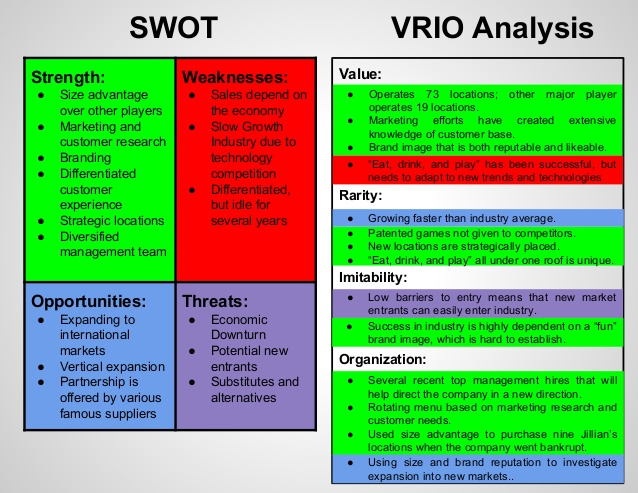 SWOT
Strength:
● Size advantage
over other players
● Marketing and
customer research
● Branding
● Differentiated
customer
experience
● Strategic locations
● Diversified
management team
Weaknesses:
● Sales depend on
the economy
● Slow Growth
Industry due to
technology
competition
● Differentiated,
but idle for
several years
Opportunities:
● Expanding to
international
markets
● Vertical expansion
● Partnership is
offered by various
famous suppliers
Threats:
● Economic
Downturn
● Potential new
entrants
● Substitutes and
alternatives
VRIO Analysis
Value:
● Operates 73 locations; other major player
operates 19 locations.
● Marketing efforts have created extensive
knowledge of customer base.
● Brand image that is both reputable and likeable.
● “Eat, drink, and play” has been successful, but
needs to adapt to new trends and technologies
Rarity:
● Growing faster than industry average.
● Patented games not given to competitors.
● New locations are strategically placed.
● “Eat, drink, and play” all under one roof is unique.
Imitability:
● Low barriers to entry means that new market
entrants can easily enter industry.
● Success in industry is highly dependent on a “fun”
brand image, which is hard to establish.
Organization:
● Several recent top management hires that will
help direct the company in a new direction.
● Rotating menu based on marketing research and
customer needs.
● Used size advantage to purchase nine Jillian’s
locations when the company went bankrupt.
● Using size and brand reputation to investigate
expansion into new markets..